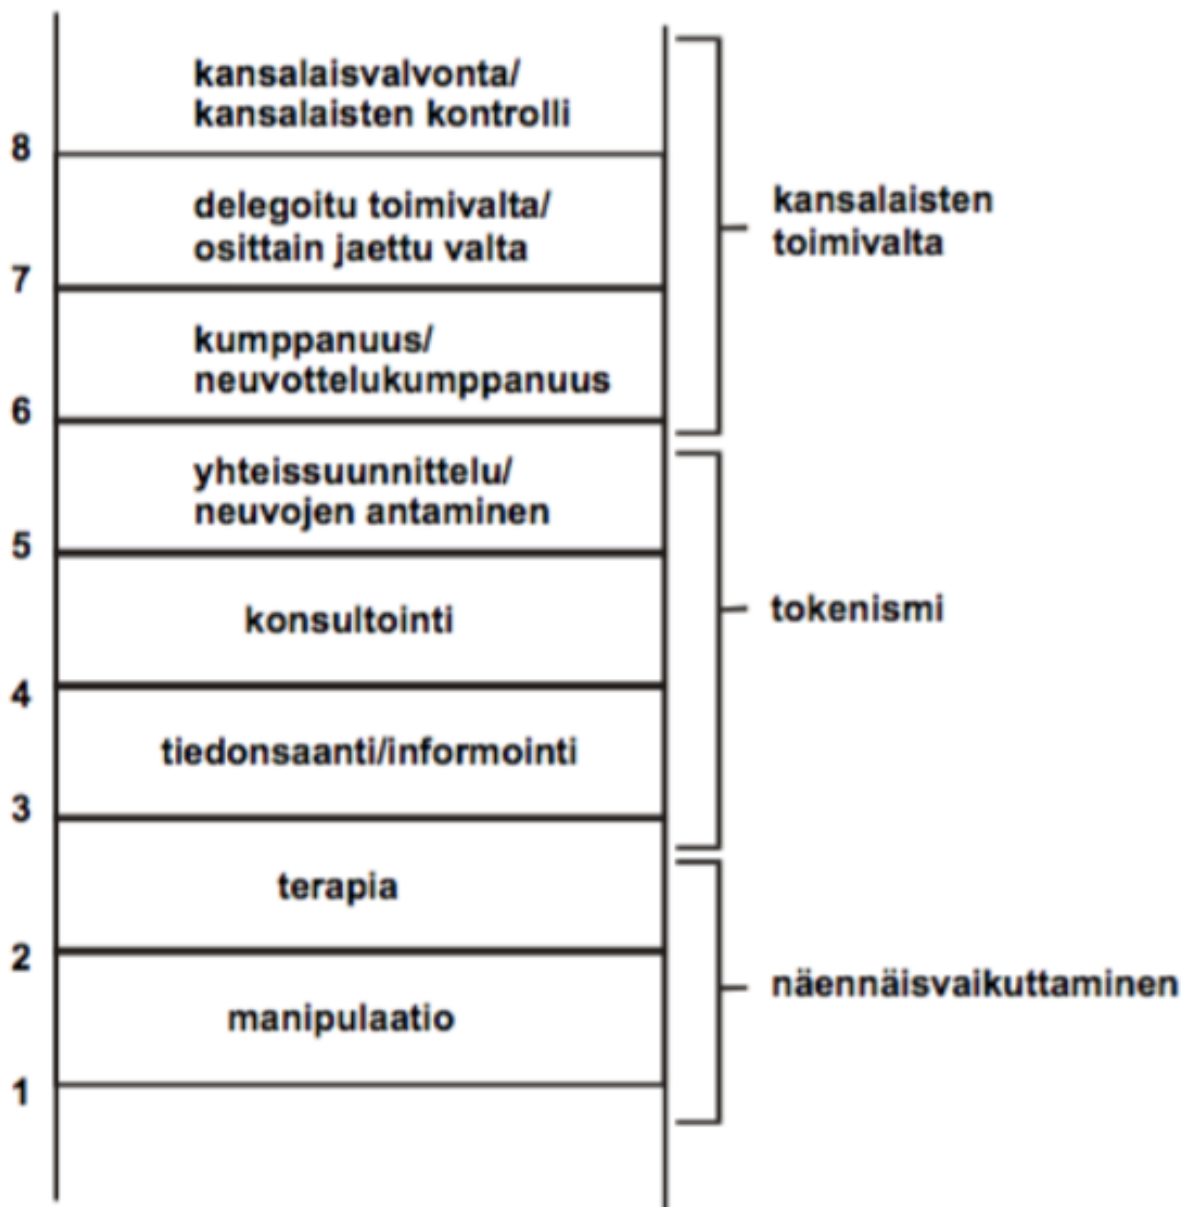 kansalaisvalvonta/
kansalaisten kontrolli
8
delegoitu toimivalta/
osittain jaettu valta
kansalaisten
toimivalta
7
kumppanuus/
neuvottelukumppanuus
6
yhteissuunnittelu/
neuvojen antaminen
5
konsultointi
tokenismi
4
tiedonsaanti/informointi
3
terapia
2
näennäisvaikuttaminen
manipulaatio
1